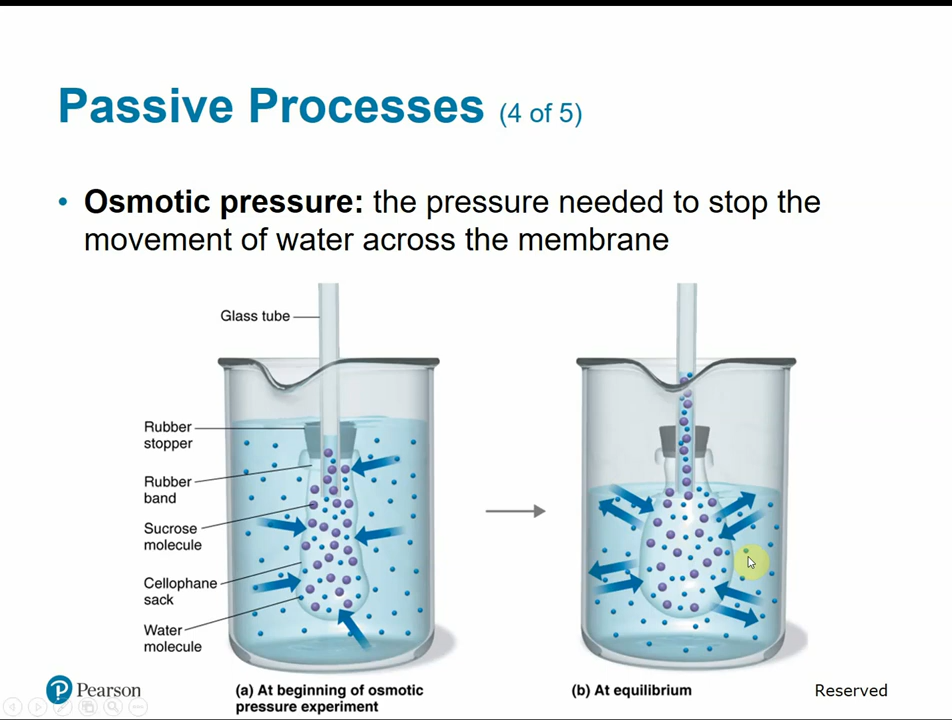 Passive Processes (4 of 5)
• Osmotic pressure: the pressure needed to stop the
movement of water across the membrane
Glass tube
Rubber
stopper
Rubber
band
Sucrose
molecule
Cellophane
sack
Water
molecule
(a) At beginning of osmotic
pressure experiment
(b) At equilibrium
P Pearson
Reserved